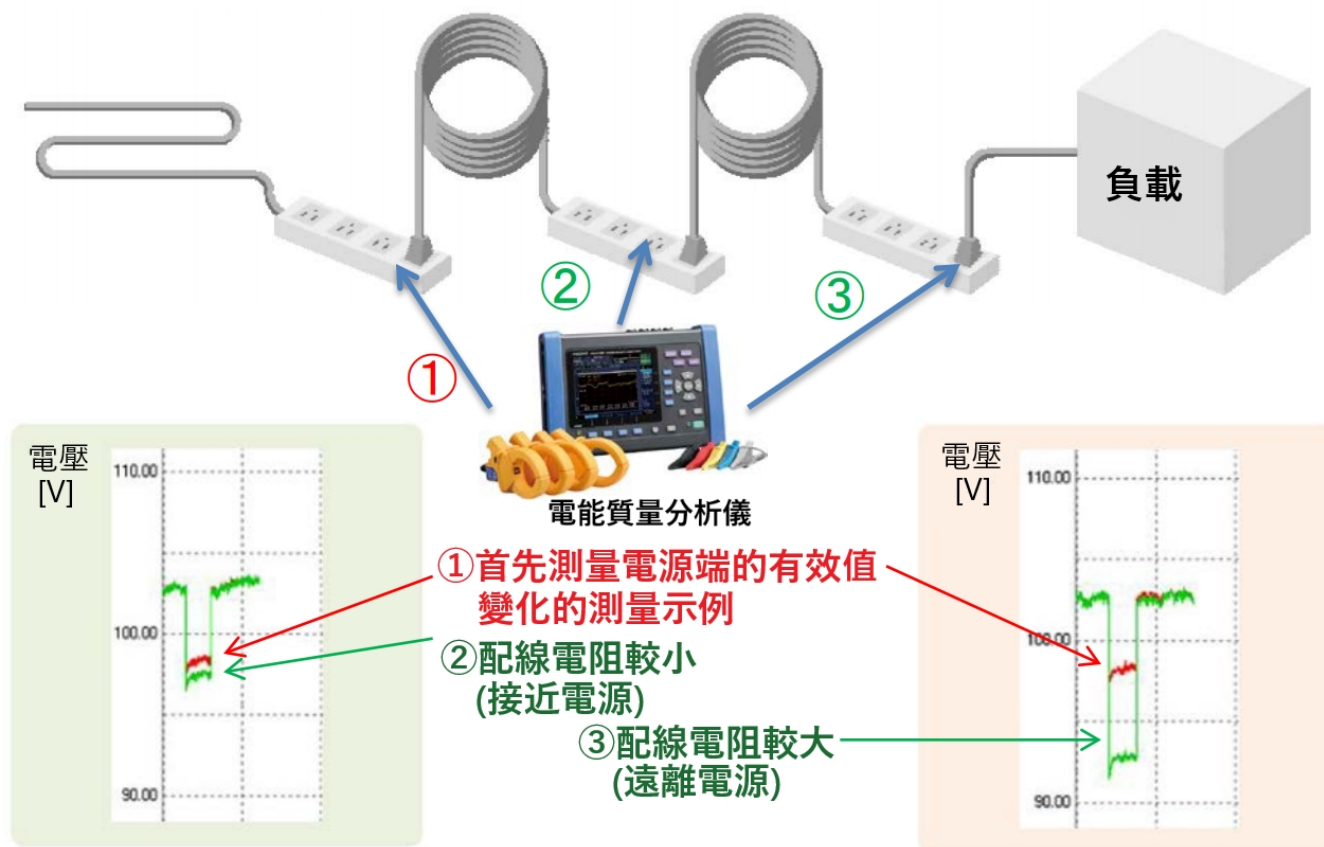 負載
②
③
①
電壓
[V]
110.00
100.00
90.00
電能質量分析儀
①首先測量電源端的有效值
變化的測量示例
②配線電阻較小
(接近電源)
③配線電阻較大
(遠離電源)
電壓
[V]
110.00
100.00
90.00